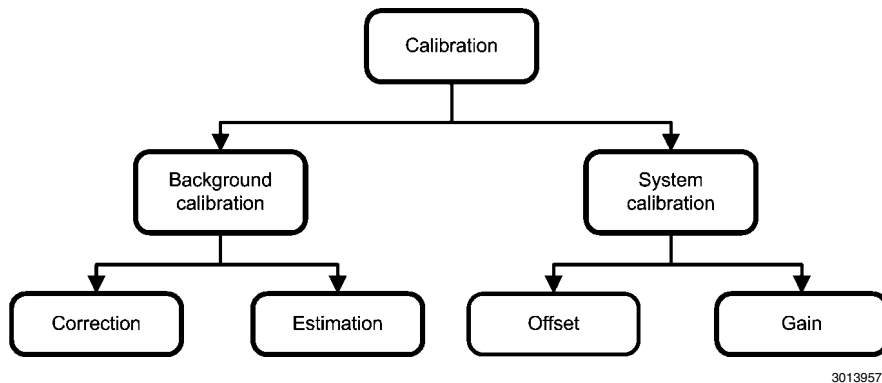 Calibration
Background
calibration
System
calibration
Correction
Estimation
Offset
Gain
3013957